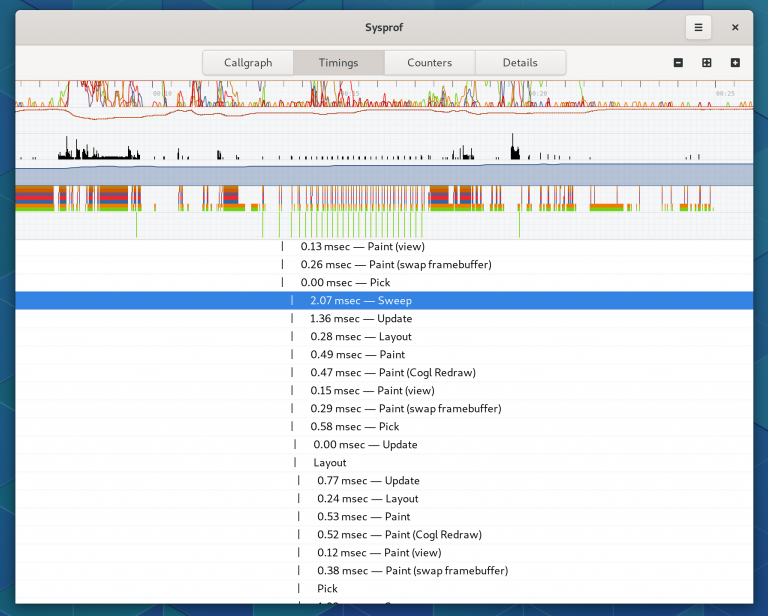 Sysprof
Callgraph Timings Counters Details
00:10 00:15 00:20 00:25
0.13 msec — Paint (view)
0.26 msec — Paint (swap framebuffer)
0.00 msec — Pick
2.07 msec — Sweep
1.36 msec — Update
0.28 msec — Layout
0.49 msec — Paint
0.47 msec — Paint (Cogl Redraw)
0.15 msec — Paint (view)
0.29 msec — Paint (swap framebuffer)
0.58 msec — Pick
0.00 msec — Update
Layout
0.77 msec — Update
0.24 msec — Layout
0.53 msec — Paint
0.52 msec — Paint (Cogl Redraw)
0.12 msec — Paint (view)
0.38 msec — Paint (swap framebuffer)
Pick